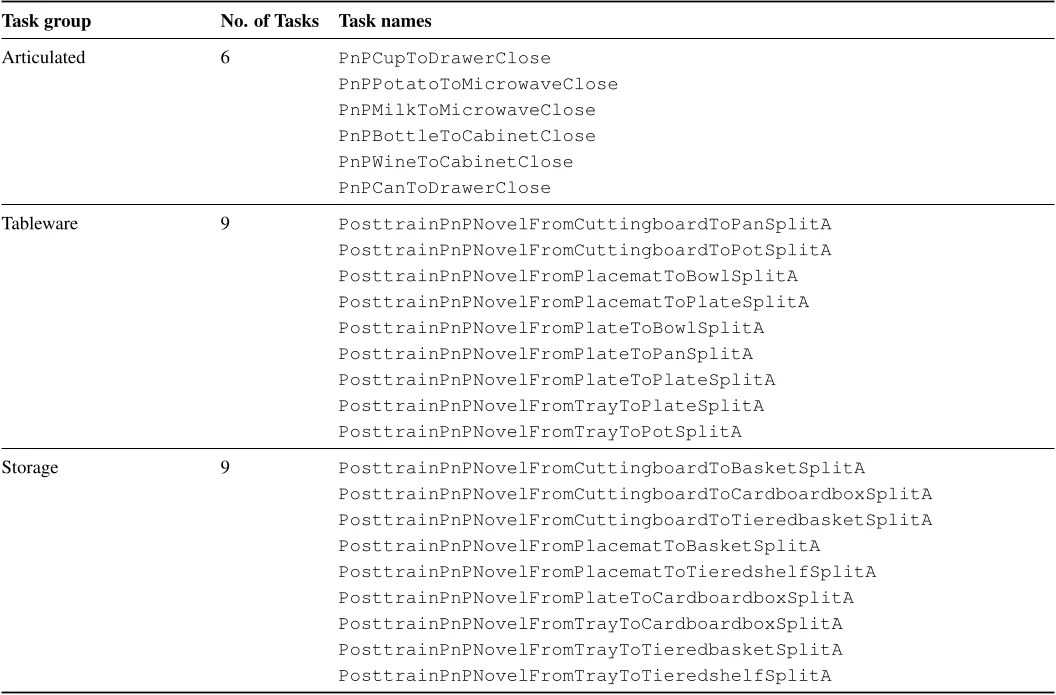 Task group No. of Tasks Task names
Articulated 6 PnPCupToDrawerClose
PnPPotatoToMicrowaveClose
PnPMilkToMicrowaveClose
PnPBottleToCabinetClose
PnPWineToCabinetClose
PnPCanToDrawerClose
Tableware 9 PosttrainPnPNovelFromCuttingboardToPanSplitA
PosttrainPnPNovelFromCuttingboardToPotSplitA
PosttrainPnPNovelFromPlacematToBowlSplitA
PosttrainPnPNovelFromPlacematToPlateSplitA
PosttrainPnPNovelFromPlateToBowlSplitA
PosttrainPnPNovelFromPlateToPanSplitA
PosttrainPnPNovelFromPlateToPlateSplitA
PosttrainPnPNovelFromTrayToPlateSplitA
PosttrainPnPNovelFromTrayToPotSplitA
Storage 9 PosttrainPnPNovelFromCuttingboardToBasketSplitA
PosttrainPnPNovelFromCuttingboardToCardboardboxSplitA
PosttrainPnPNovelFromCuttingboardToTieredbasketSplitA
PosttrainPnPNovelFromPlacematToBasketSplitA
PosttrainPnPNovelFromPlacematToTieredshelfSplitA
PosttrainPnPNovelFromPlateToCardboardboxSplitA
PosttrainPnPNovelFromTrayToCardboardboxSplitA
PosttrainPnPNovelFromTrayToTieredbasketSplitA
PosttrainPnPNovelFromTrayToTieredshelfSplitA